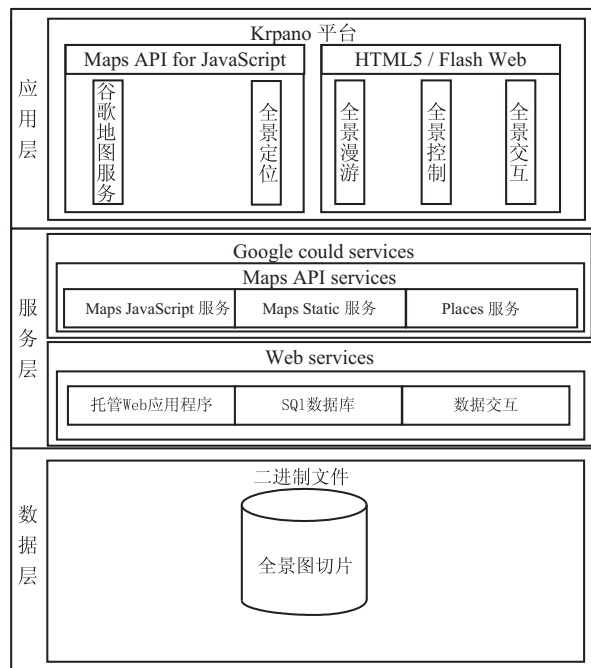 Krpano 平台
应用层
Maps API for JavaScript
谷歌地图服务
全景定位
HTML5 / Flash Web
全景漫游
全景控制
全景交互
服务层
Google could services
Maps API services
Maps JavaScript 服务
Maps Static 服务
Places 服务
Web services
托管Web应用程序
SQl数据库
数据交互
数据层
二进制文件
全景图切片